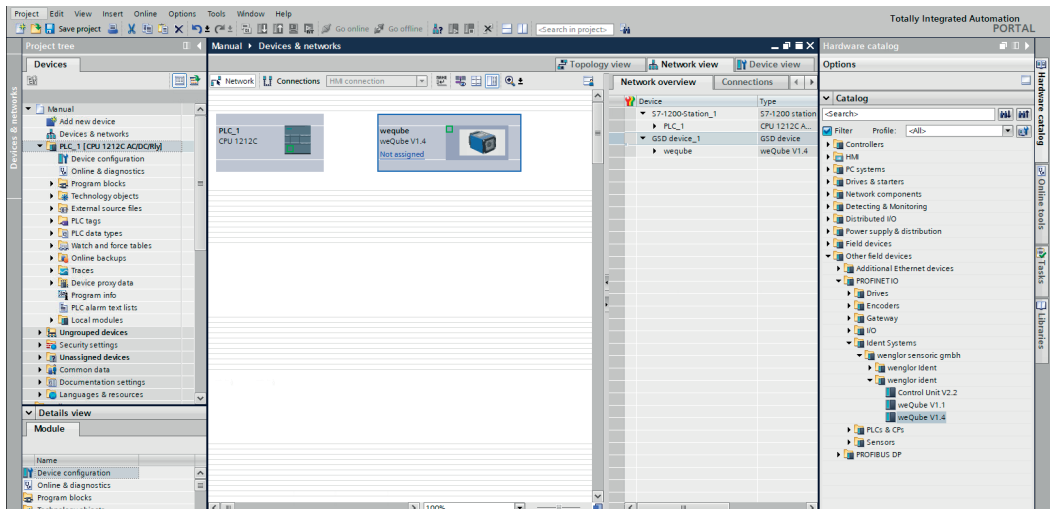 Project Edit View Insert Online Options Tools Window Help
Totally Integrated Automation
PORTAL
Save project
Go online
Go offline
<Search in project>
Project tree
Manual
Devices & networks
Hardware catalog
Devices
Topology view
Network view
Device view
Options
Network
Connections
HMI connection
Network overview
Connections
Manual
Add new device
Devices & networks
PLC_1 [CPU 1212C AC/DC/Rly]
Device configuration
Online & diagnostics
Program blocks
Technology objects
External source files
PLC tags
PLC data types
Watch and force tables
Online backups
Traces
Device proxy data
Program info
PLC alarm text lists
Local modules
Ungrouped devices
Security settings
Unassigned devices
Common data
Documentation settings
Languages & resources
Details view
Module
Name
Device configuration
Online & diagnostics
Program blocks
Technology objects
PLC_1
CPU 1212C
weqube
weQube V1.4
Not assigned
100%
Device Type
S7-1200-Station_1 S7-1200 station
PLC_1 CPU 1212C A...
GSD device_1 GSD device
weqube weQube V1.4
Catalog
<Search>
Filter Profile: <All>
Controllers
HMI
PC systems
Drives & starters
Network components
Detecting & Monitoring
Distributed I/O
Power supply & distribution
Field devices
Other field devices
Additional Ethernet devices
PROFINET IO
Drives
Encoders
Gateway
I/O
Ident Systems
wenglor sensoric gmbh
wenglor Ident
wenglor ident
Control Unit V2.2
weQube V1.1
weQube V1.4
PLCs & CPs
Sensors
PROFIBUS DP
Devices & networks
Hardware catalog
Online tools
Tasks
Libraries